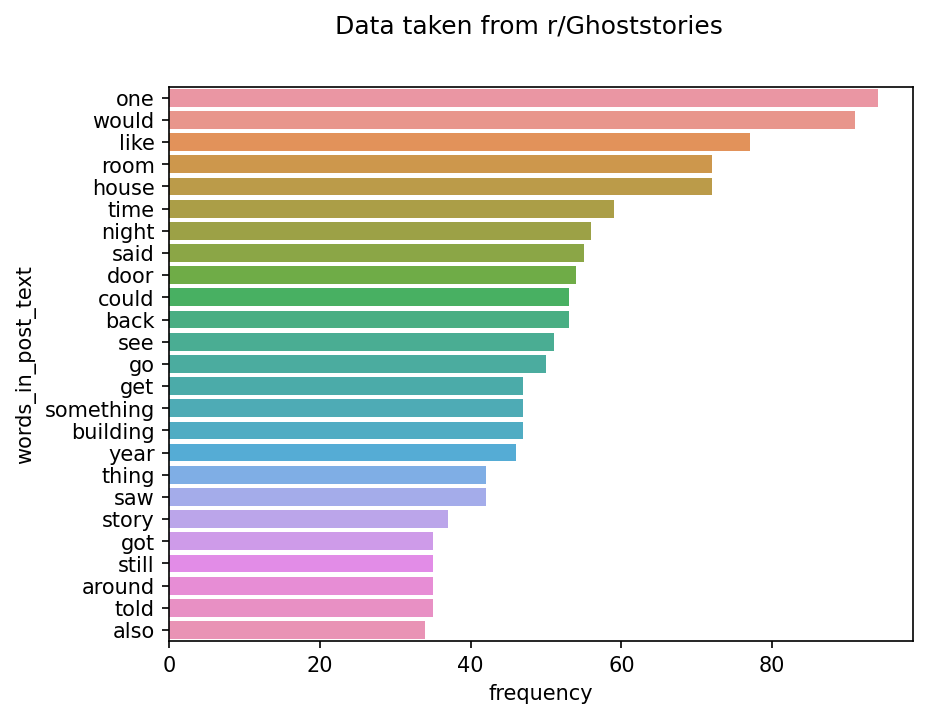 Data taken from r/Ghoststories
one
would
like
room
house
time
night
said
door
could
back
see
go
get
something
building
year
thing
saw
story
got
still
around
told
also
words_in_post_text
0 20 40 60 80
frequency